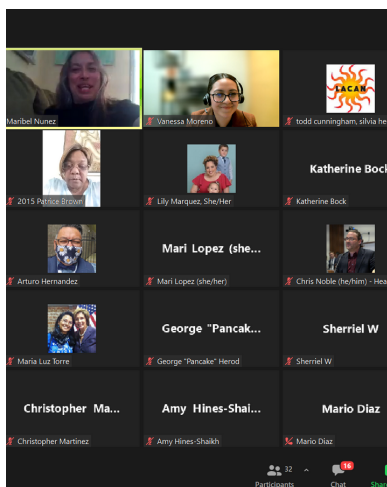 Maribel Nunez
Vanessa Moreno
LACAN
todd cunningham, silvia he
2015 Patrice Brown
Lily Marquez, She/Her
Katherine Bock
Katherine Bock
Arturo Hernandez
Mari Lopez (she...
Mari Lopez (she/her)
Chris Noble (he/him) - Hea
Maria Luz Torre
George "Pancak...
George "Pancake" Herod
Sherriel W
Sherriel W
Christopher Ma...
Christopher Martinez
Amy Hines-Shai...
Amy Hines-Shaikh
Mario Diaz
Mario Diaz
32
16
Participants
Chat
Shar